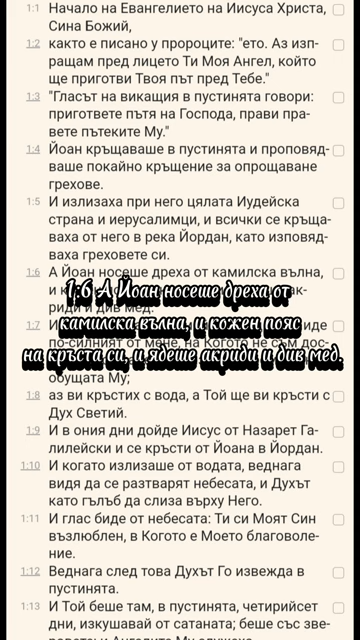 1:1 Начало на Евангелието на Иисуса Христа,
Сина Божий,
1:2 както е писано у пророците: "ето. Аз изп-
ращам пред лицето Ти Моя Ангел, който
ще приготви Твоя път пред Тебе."
1:3 "Гласът на викащия в пустинята говори:
пригответе пътя на Господа, прави пра-
вете пътеките Му."
1:4 Йоан кръщаваше в пустинята и проповяд-
ваше покайно кръщение за опрощаване
грехове.
1:5 И излизаха при него цялата Иудейска
страна и иерусалимци, и всички се кръща-
ваха от него в река Йордан, като изповяд-
ваха греховете си.
1:6 А Йоан носеше дреха от камилска вълна,
1:6 А Йоан носеше дреха от
камилска вълна, и кожен пояс
на кръста си, и ядеше акриди и див мед.
риди и див мед.
по-силният от мене, на Когото не съм дос-
обущата Му;
1:8 аз ви кръстих с вода, а Той ще ви кръсти с
Дух Светий.
1:9 И в ония дни дойде Иисус от Назарет Га-
лилейски и се кръсти от Йоана в Йордан.
1:10 И когато излизаше от водата, веднага
видя да се разтварят небесата, и Духът
като гълъб да слиза върху Него.
1:11 И глас биде от небесата: Ти си Моят Син
възлюблен, в Когото е Моето благоволе-
ние.
1:12 Веднага след това Духът Го извежда в
пустинята.
1:13 И Той беше там, в пустинята, четирийсет
дни, изкушавай от сатаната; беше със зве-